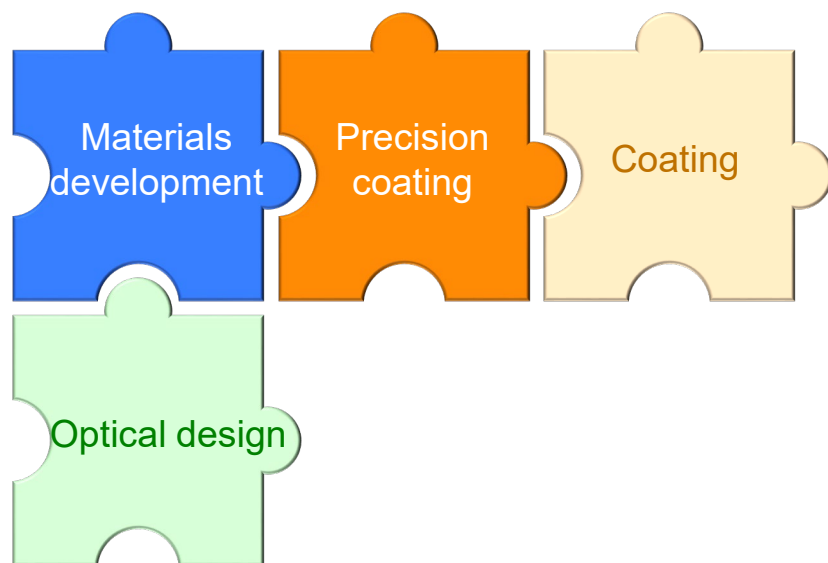 Materials
development
Precision
coating
Coating
Optical design